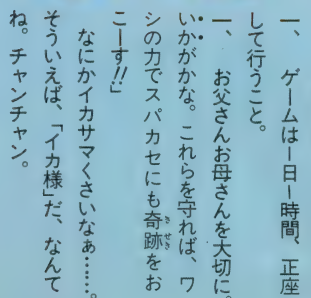 一、ゲームは一日一時間、正座
して行うこと。
一、お父さんお母さんを大切に
いかがかな。これらを守れば、ワ
シの力でスパカセにも奇跡をお
こーす!!」
なにかイカサマくさいなぁ……。
そういえば、「イカ様」だ、なんて
ね。チャンチャン。